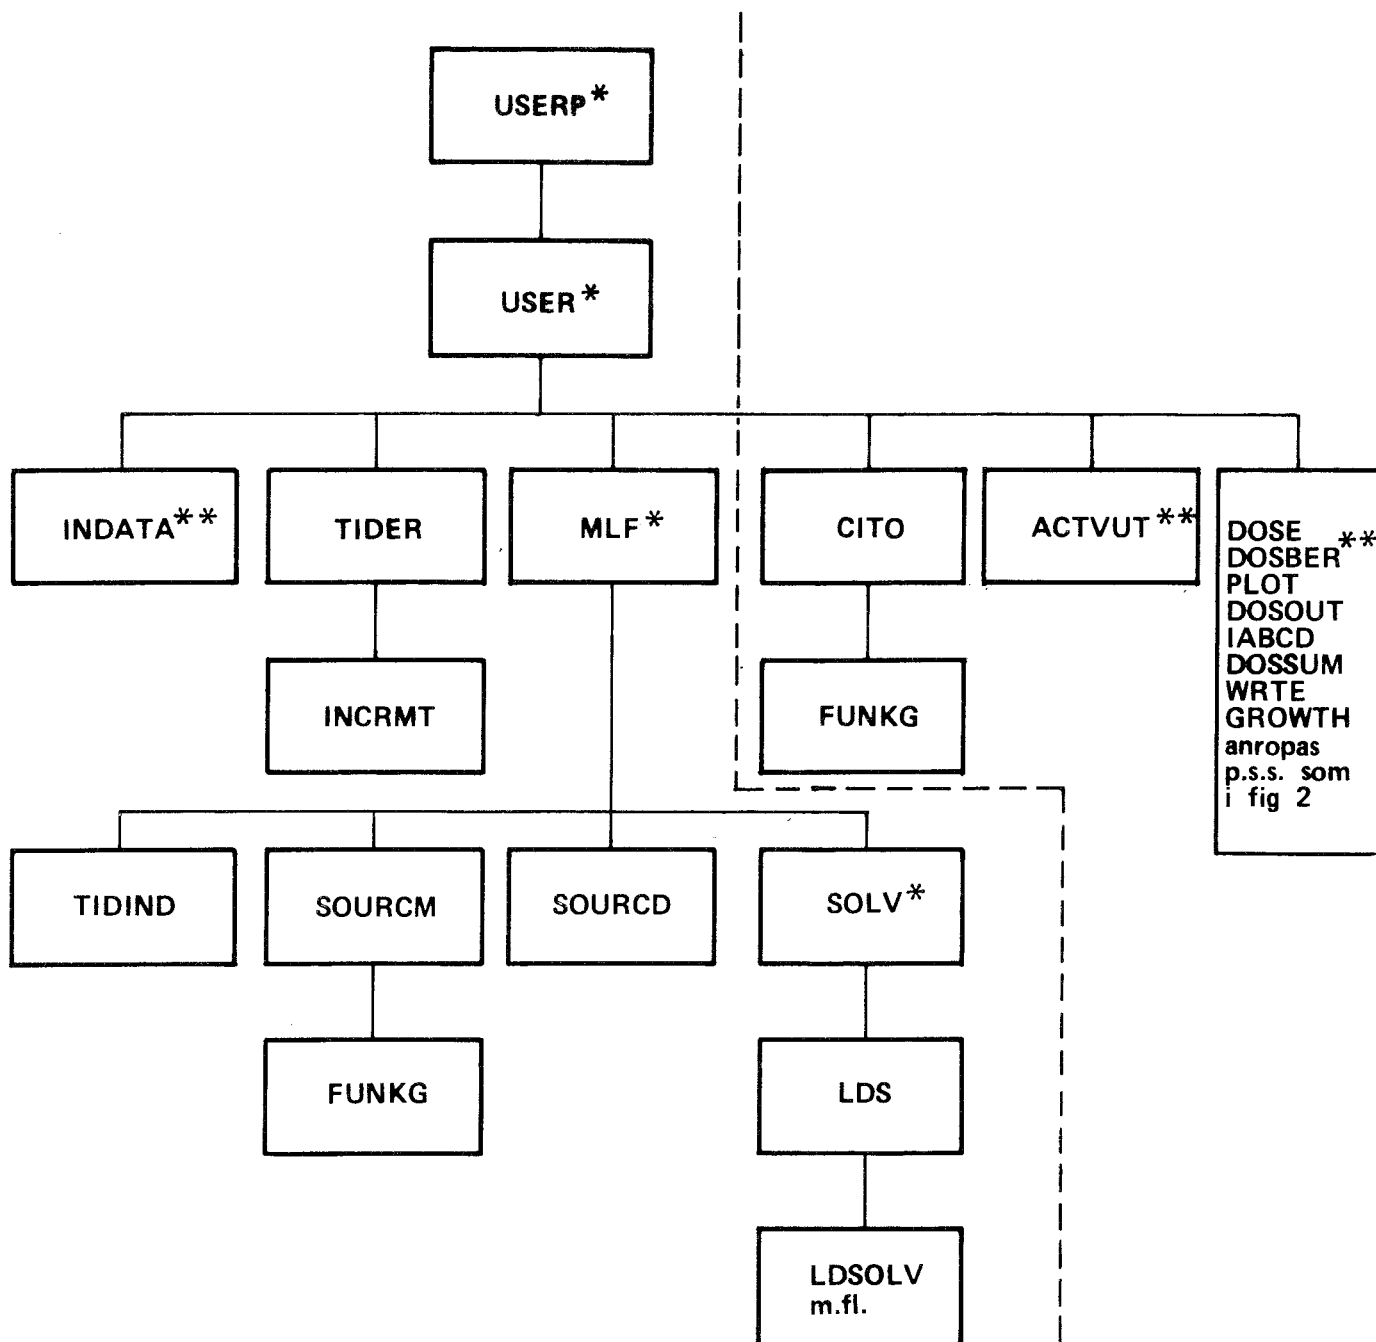 USERP*
USER*
INDATA**
TIDER
MLF*
CITO
ACTVUT**
DOSE
DOSBER**
PLOT
DOSOUT
IABCD
DOSSUM
WRTE
GROWTH
anropas
p.s.s. som
i fig 2
INCRMT
FUNKG
TIDIND
SOURCM
SOURCD
SOLV*
FUNKG
LDS
LDSOLV
m.fl.